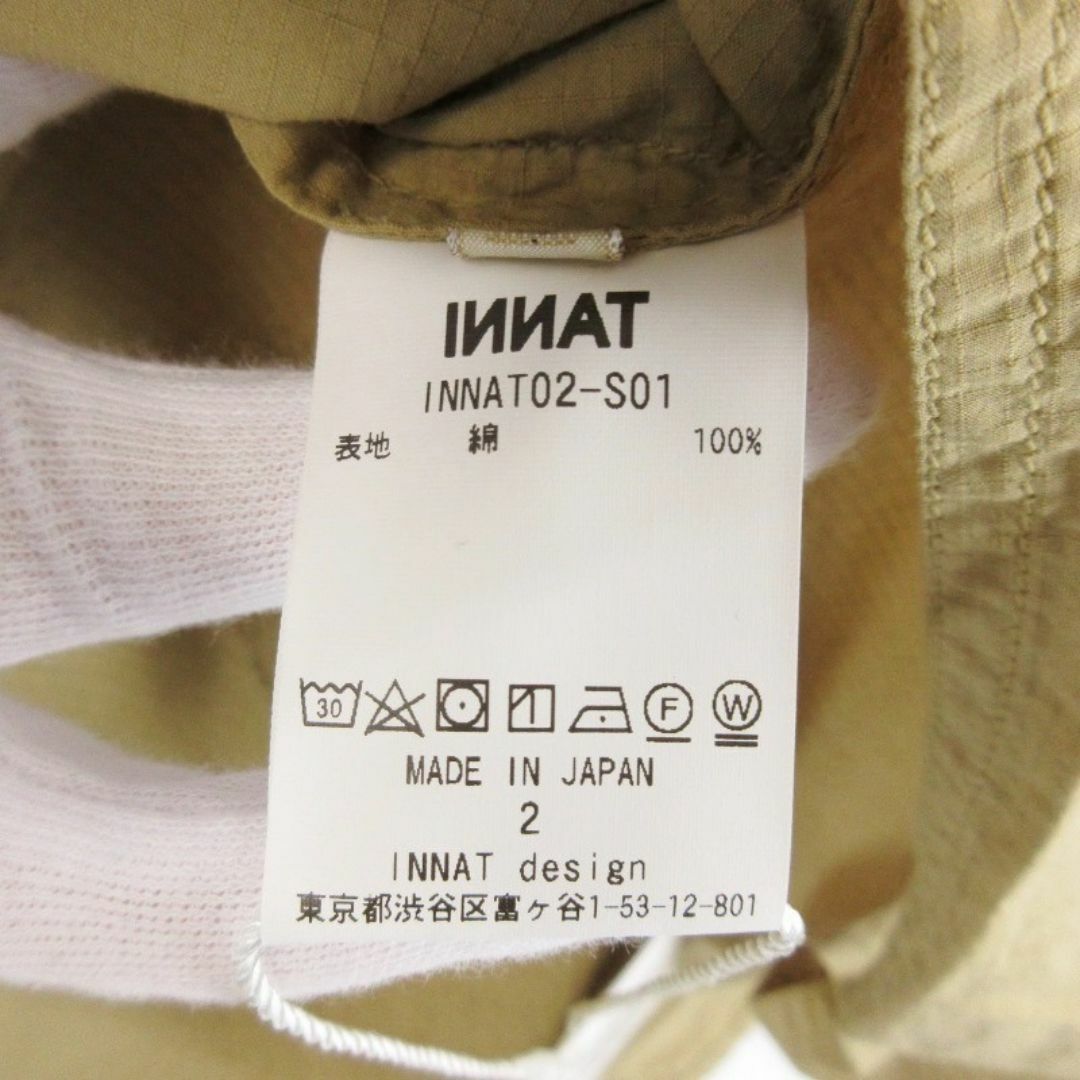 INNAT
INNAT02-S01
表地 綿 100%
30 F W
MADE IN JAPAN
2
INNAT design
東京都渋谷区富ヶ谷1-53-12-801